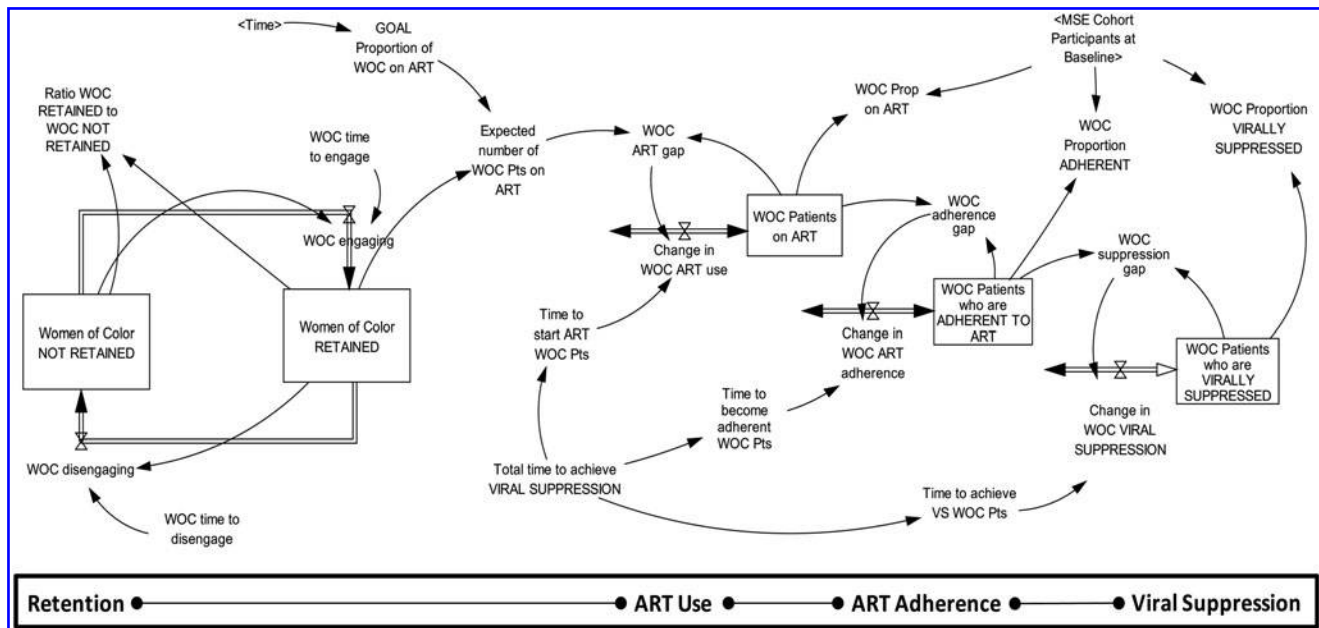 <Time>
GOAL
Proportion of
WOC on ART
<MSE Cohort
Participants at
Baseline>
Ratio WOC
RETAINED to
WOC NOT
RETAINED
WOC time
to engage
Expected
number of
WOC Pts on
ART
WOC
ART gap
WOC Prop
on ART
WOC
Proportion
ADHERENT
WOC Proportion
VIRALLY
SUPPRESSED
WOC engaging
Women of Color
NOT RETAINED
Women of Color
RETAINED
Change in
WOC ART use
WOC Patients
on ART
WOC
adherence
gap
WOC
suppression
gap
Time to
start ART
WOC Pts
Change in
WOC ART
adherence
WOC Patients
who are
ADHERENT TO
ART
WOC Patients
who are
VIRALLY
SUPPRESSED
Time to
become
adherent
WOC Pts
Change in
WOC VIRAL
SUPPRESSION
WOC disengaging
WOC time to
disengage
Total time to achieve
VIRAL SUPPRESSION
Time to achieve
VS WOC Pts
Retention ART Use ART Adherence Viral Suppression